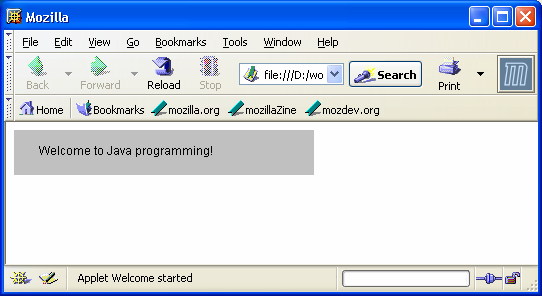 Mozilla
File Edit View Go Bookmarks Tools Window Help
Back Forward Reload Stop file:///D:/wo Search Print
Home Bookmarks mozilla.org mozillaZine mozdev.org
Welcome to Java programming!
Applet Welcome started